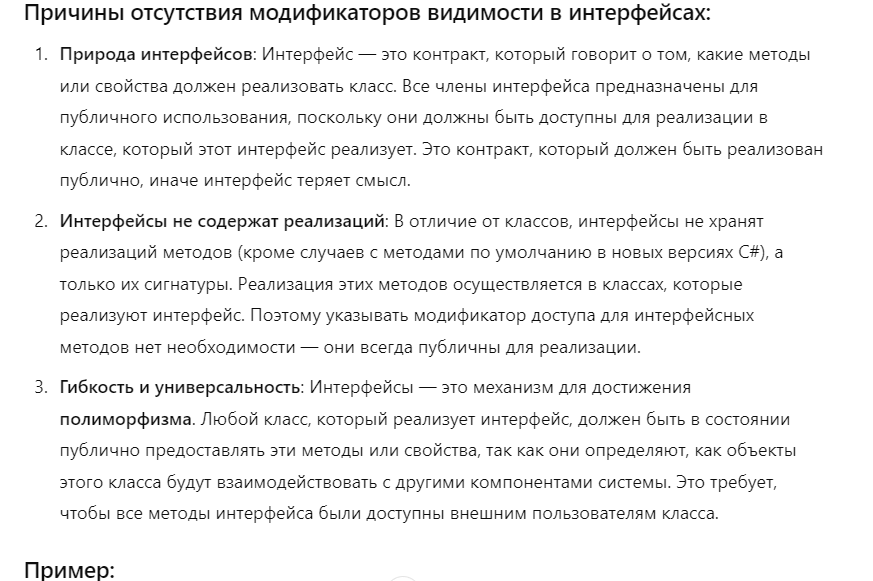 Причины отсутствия модификаторов видимости в интерфейсах:
1. Природа интерфейсов: Интерфейс — это контракт, который говорит о том, какие методы
или свойства должен реализовать класс. Все члены интерфейса предназначены для
публичного использования, поскольку они должны быть доступны для реализации в
классе, который этот интерфейс реализует. Это контракт, который должен быть реализован
публично, иначе интерфейс теряет смысл.
2. Интерфейсы не содержат реализаций: В отличие от классов, интерфейсы не хранят
реализаций методов (кроме случаев с методами по умолчанию в новых версиях C#), а
только их сигнатуры. Реализация этих методов осуществляется в классах, которые
реализуют интерфейс. Поэтому указывать модификатор доступа для интерфейсных
методов нет необходимости — они всегда публичны для реализации.
3. Гибкость и универсальность: Интерфейсы — это механизм для достижения
полиморфизма. Любой класс, который реализует интерфейс, должен быть в состоянии
публично предоставлять эти методы или свойства, так как они определяют, как объекты
этого класса будут взаимодействовать с другими компонентами системы. Это требует,
чтобы все методы интерфейса были доступны внешним пользователям класса.
Пример: